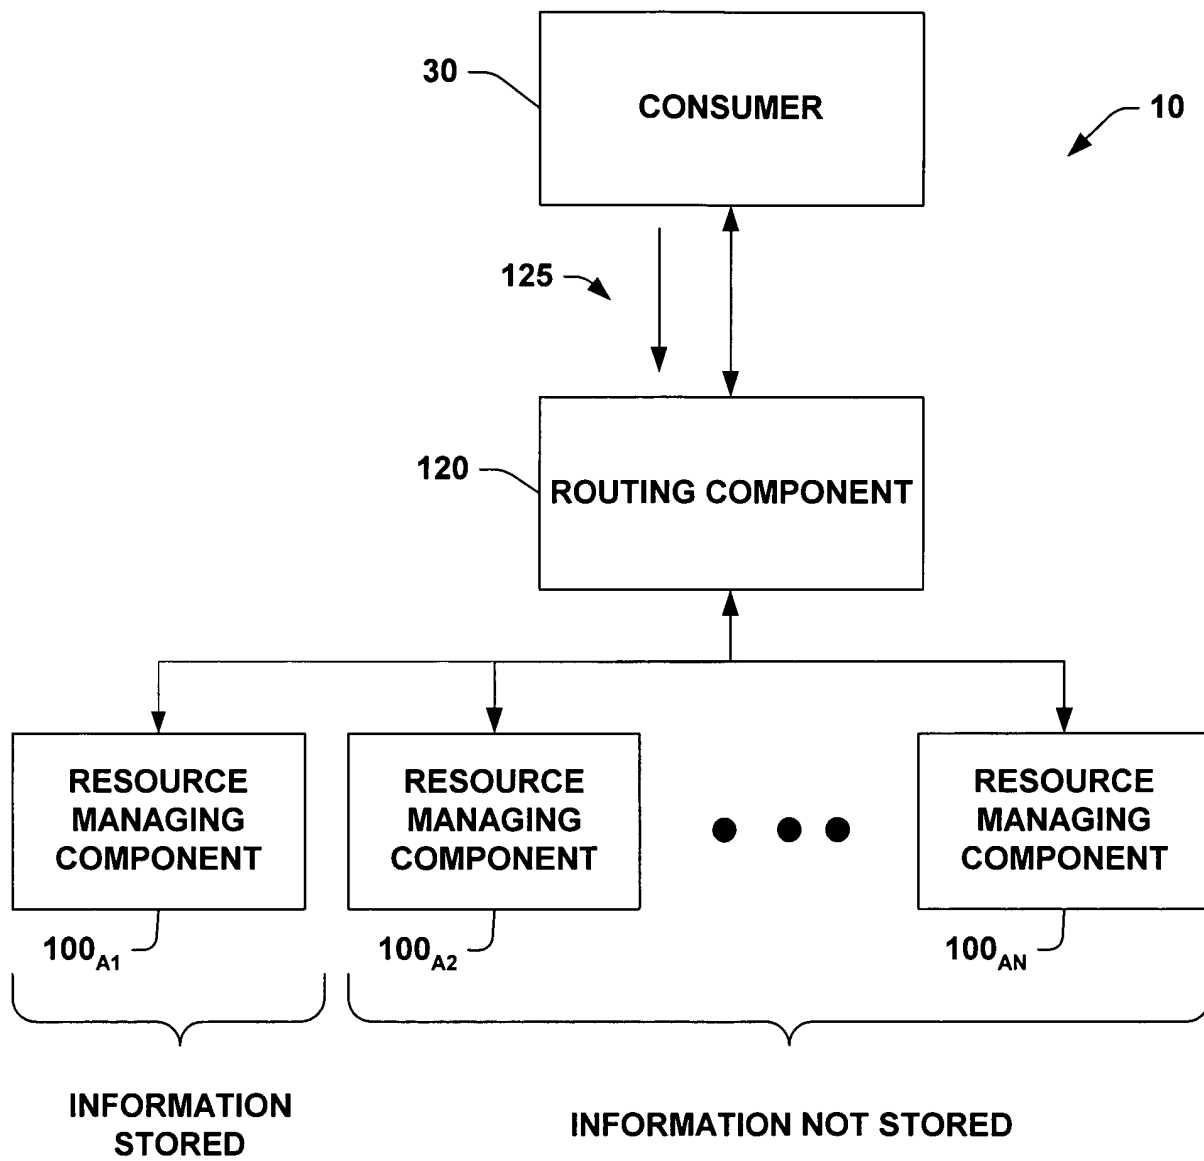 30
CONSUMER
10
125
120
ROUTING COMPONENT
RESOURCE
MANAGING
COMPONENT
RESOURCE
MANAGING
COMPONENT
RESOURCE
MANAGING
COMPONENT
100A1
100A2
100AN
INFORMATION
STORED
INFORMATION NOT STORED